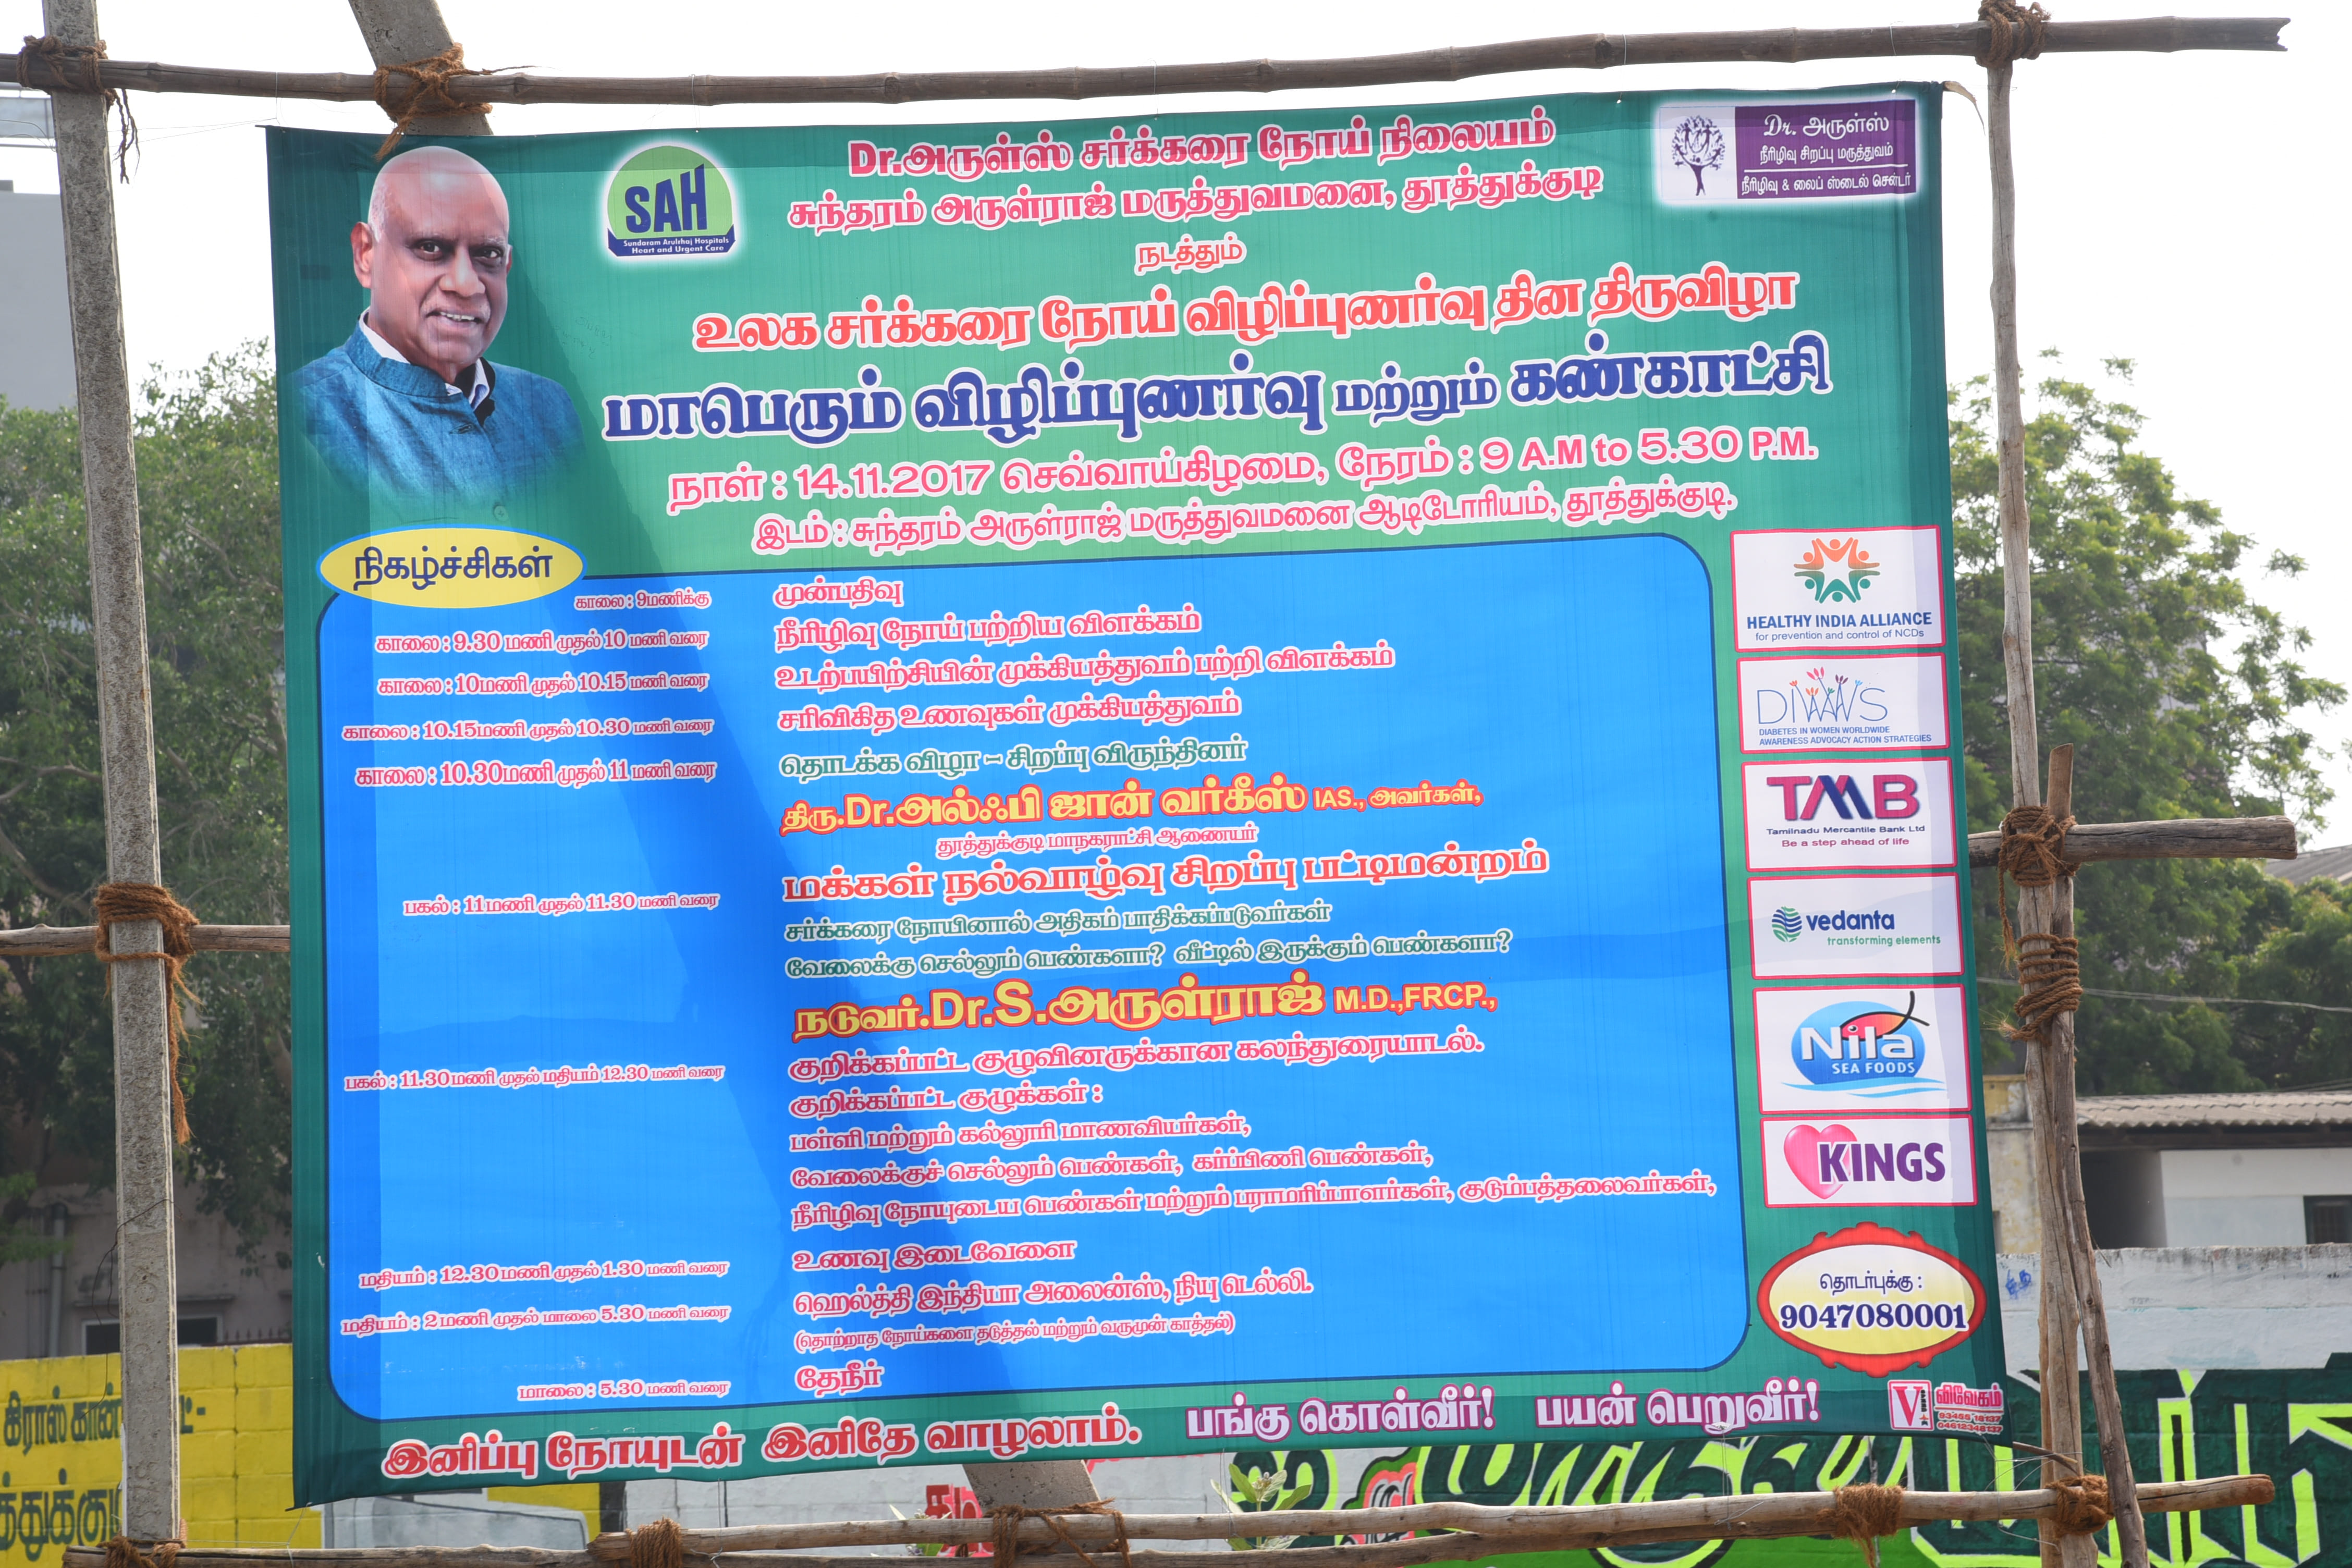 Dr.அருள்ஸ் சர்க்கரை நோய் நிலையம்
சுந்தரம் அருள்ராஜ் மருத்துவமனை, தூத்துக்குடி
நடத்தும்
SAH
Sundaram Arulrhaj Hospitals
Heart and Urgent Care
Dr. அருள்ஸ்
நீரிழிவு சிறப்பு மருத்துவம்
நீரிழிவு & லைப் ஸ்டைல் சென்டர்
உலக சர்க்கரை நோய் விழிப்புணர்வு தின திருவிழா
மாபெரும் விழிப்புணர்வு மற்றும் கண்காட்சி
நாள் : 14.11.2017 செவ்வாய்கிழமை, நேரம் : 9 A.M to 5.30 P.M.
இடம் : சுந்தரம் அருள்ராஜ் மருத்துவமனை ஆடிடோரியம், தூத்துக்குடி.
நிகழ்ச்சிகள்
காலை : 9மணிக்கு முன்பதிவு
காலை : 9.30 மணி முதல் 10 மணி வரை நீரிழிவு நோய் பற்றிய விளக்கம்
காலை : 10மணி முதல் 10.15 மணி வரை உடற்பயிற்சியின் முக்கியத்துவம் பற்றி விளக்கம்
காலை : 10.15மணி முதல் 10.30 மணி வரை சரிவிகித உணவுகள் முக்கியத்துவம்
காலை : 10.30மணி முதல் 11 மணி வரை தொடக்க விழா - சிறப்பு விருந்தினர்
திரு.Dr.அல்ஃபி ஜான் வர்கீஸ் IAS., அவர்கள்,
தூத்துக்குடி மாநகராட்சி ஆணையர்
பகல் : 11மணி முதல் 11.30 மணி வரை மக்கள் நல்வாழ்வு சிறப்பு பட்டிமன்றம்
சர்க்கரை நோயினால் அதிகம் பாதிக்கப்படுவர்கள்
வேலைக்கு செல்லும் பெண்களா? வீட்டில் இருக்கும் பெண்களா?
நடுவர்.Dr.S.அருள்ராஜ் M.D.,FRCP.,
பகல் : 11.30மணி முதல் மதியம் 12.30 மணி வரை குறிக்கப்பட்ட குழுவினருக்கான கலந்துரையாடல்.
குறிக்கப்பட்ட குழுக்கள் :
பள்ளி மற்றும் கல்லூரி மாணவியர்கள்,
வேலைக்குச் செல்லும் பெண்கள், கர்ப்பிணி பெண்கள்,
நீரிழிவு நோயுடைய பெண்கள் மற்றும் பராமரிப்பாளர்கள், குடும்பத்தலைவர்கள்,
மதியம் : 12.30மணி முதல் 1.30 மணி வரை உணவு இடைவேளை
மதியம் : 2மணி முதல் மாலை 5.30 மணி வரை ஹெல்த்தி இந்தியா அலைன்ஸ், நியு டெல்லி.
(தொற்றாத நோய்களை தடுத்தல் மற்றும் வருமுன் காத்தல்)
மாலை : 5.30 மணி வரை தேநீர்
HEALTHY INDIA ALLIANCE
for prevention and control of NCDs
DIWAAAS
DIABETES IN WOMEN WORLDWIDE
AWARENESS ADVOCACY ACTION STRATEGIES
TMB
Tamilnadu Mercantile Bank Ltd
Be a step ahead of life
vedanta
transforming elements
Nila
SEA FOODS
KINGS
தொடர்புக்கு :
9047080001
இனிப்பு நோயுடன் இனிதே வாழலாம். பங்கு கொள்வீர்! பயன் பெறுவீர்!
விவேகம்
கிராஸ் காண்